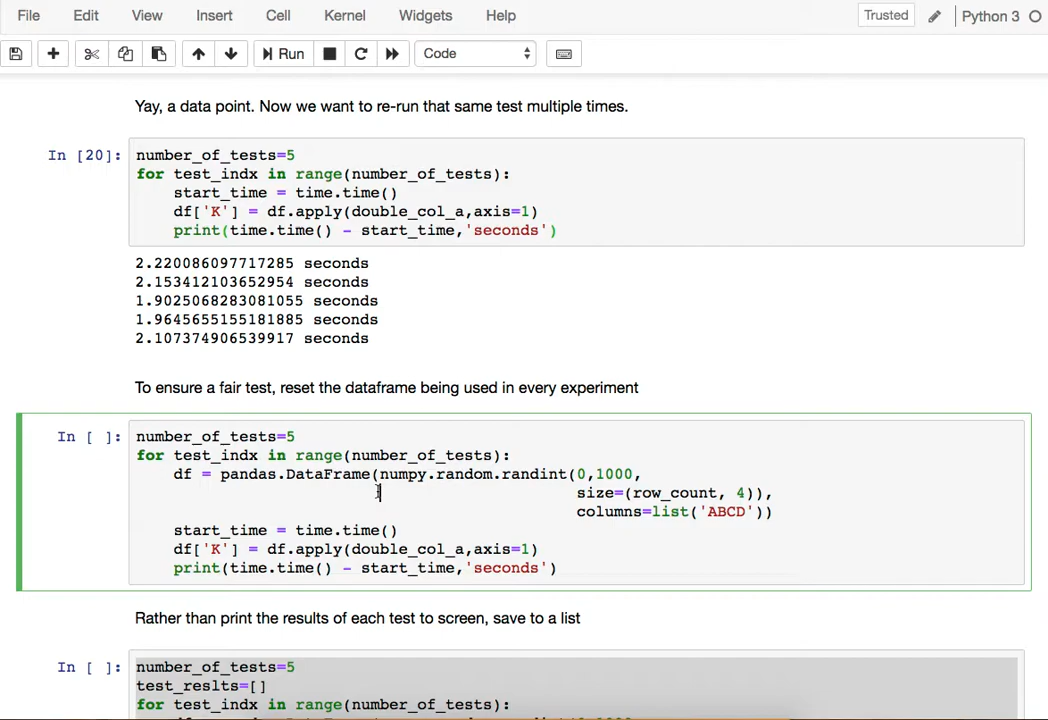 File Edit View Insert Cell Kernel Widgets Help Trusted Python 3
Run Code
Yay, a data point. Now we want to re-run that same test multiple times.
In [20]: number_of_tests=5
for test_indx in range(number_of_tests):
start_time = time.time()
df['K'] = df.apply(double_col_a,axis=1)
print(time.time() - start_time,'seconds')
2.220086097717285 seconds
2.153412103652954 seconds
1.9025068283081055 seconds
1.9645655155181885 seconds
2.107374906539917 seconds
To ensure a fair test, reset the dataframe being used in every experiment
In [ ]: number_of_tests=5
for test_indx in range(number_of_tests):
df = pandas.DataFrame(numpy.random.randint(0,1000,
size=(row_count, 4)),
columns=list('ABCD'))
start_time = time.time()
df['K'] = df.apply(double_col_a,axis=1)
print(time.time() - start_time,'seconds')
Rather than print the results of each test to screen, save to a list
In [ ]: number_of_tests=5
test_reslts=[]
for test_indx in range(number_of_tests):